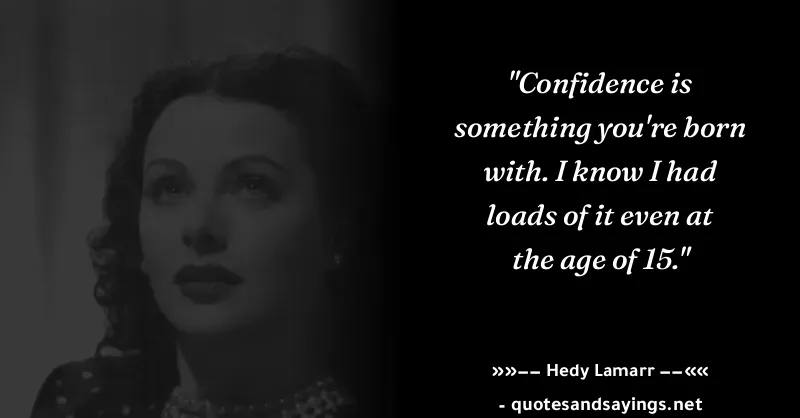 "Confidence is
something you're born
with. I know I had
loads of it even at
the age of 15."
»»−− Hedy Lamarr −−««
- quotesandsayings.net